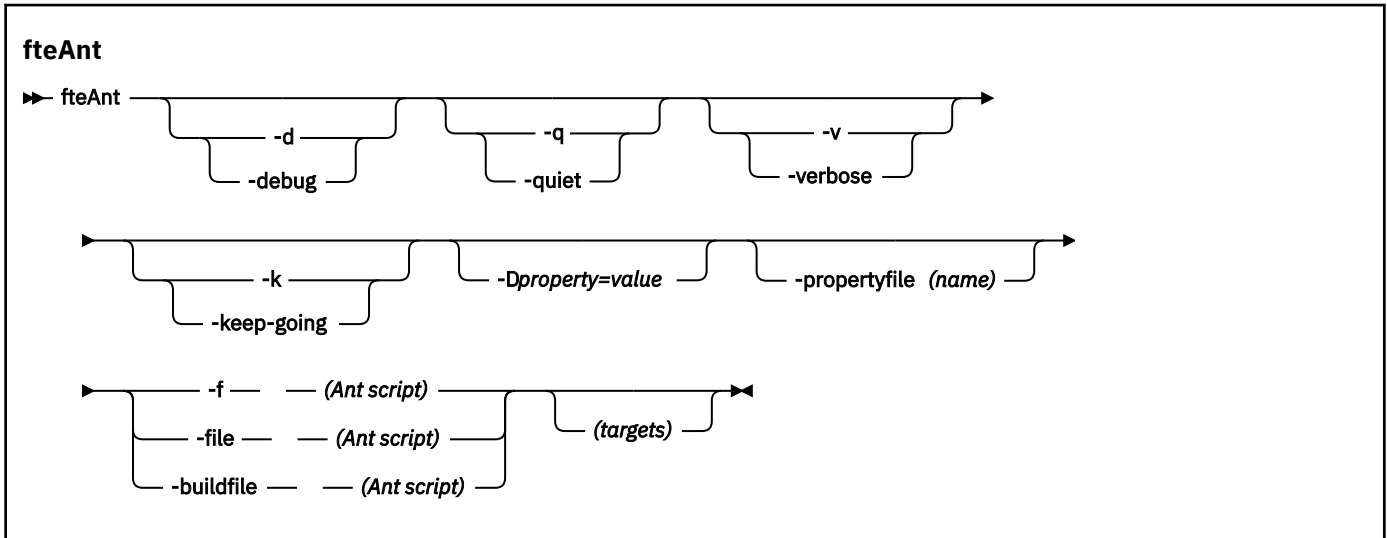 fteAnt
fteAnt
-d
-debug
-q
-quiet
-v
-verbose
-k
-keep-going
-Dproperty=value
-propertyfile (name)
-f (Ant script)
-file (Ant script)
-buildfile (Ant script)
(targets)